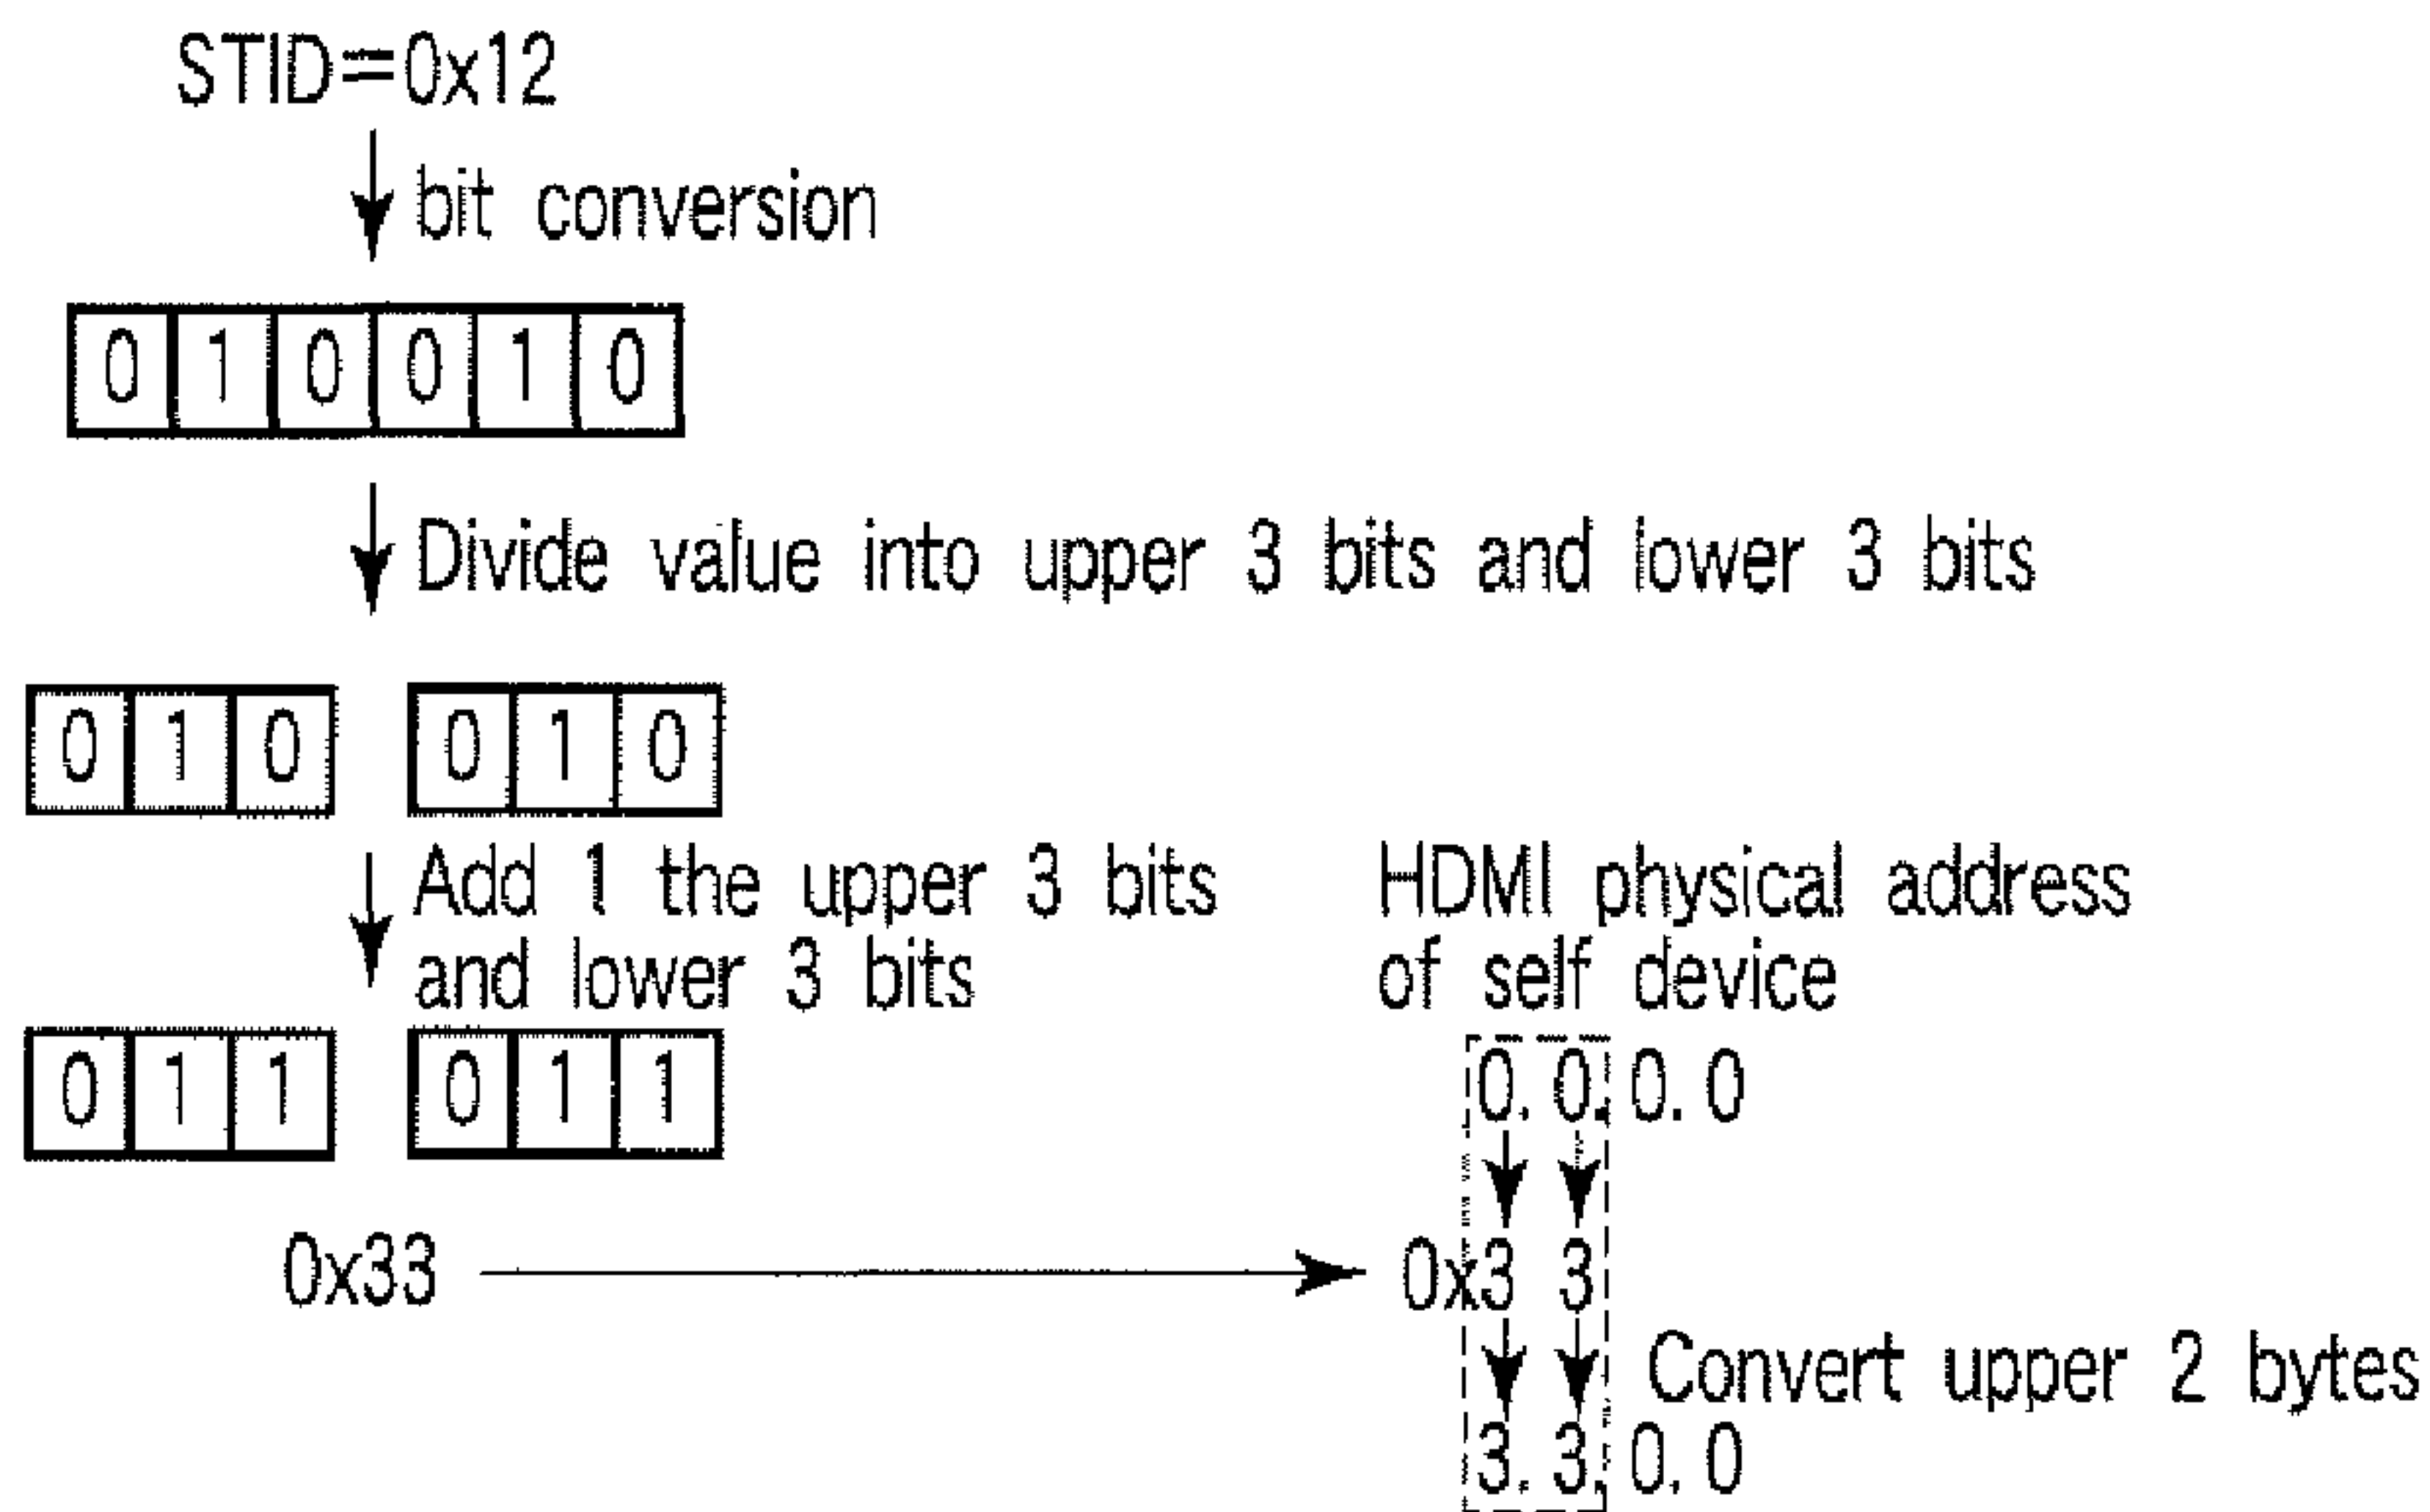 STID=0x12
bit conversion
0 1 0 0 1 0
Divide value into upper 3 bits and lower 3 bits
0 1 0 0 1 0
Add 1 the upper 3 bits
and lower 3 bits
HDMI physical address
of self device
0 1 1 0 1 1
0. 0. 0. 0
0x33
0x3 3
Convert upper 2 bytes
3. 3. 0. 0